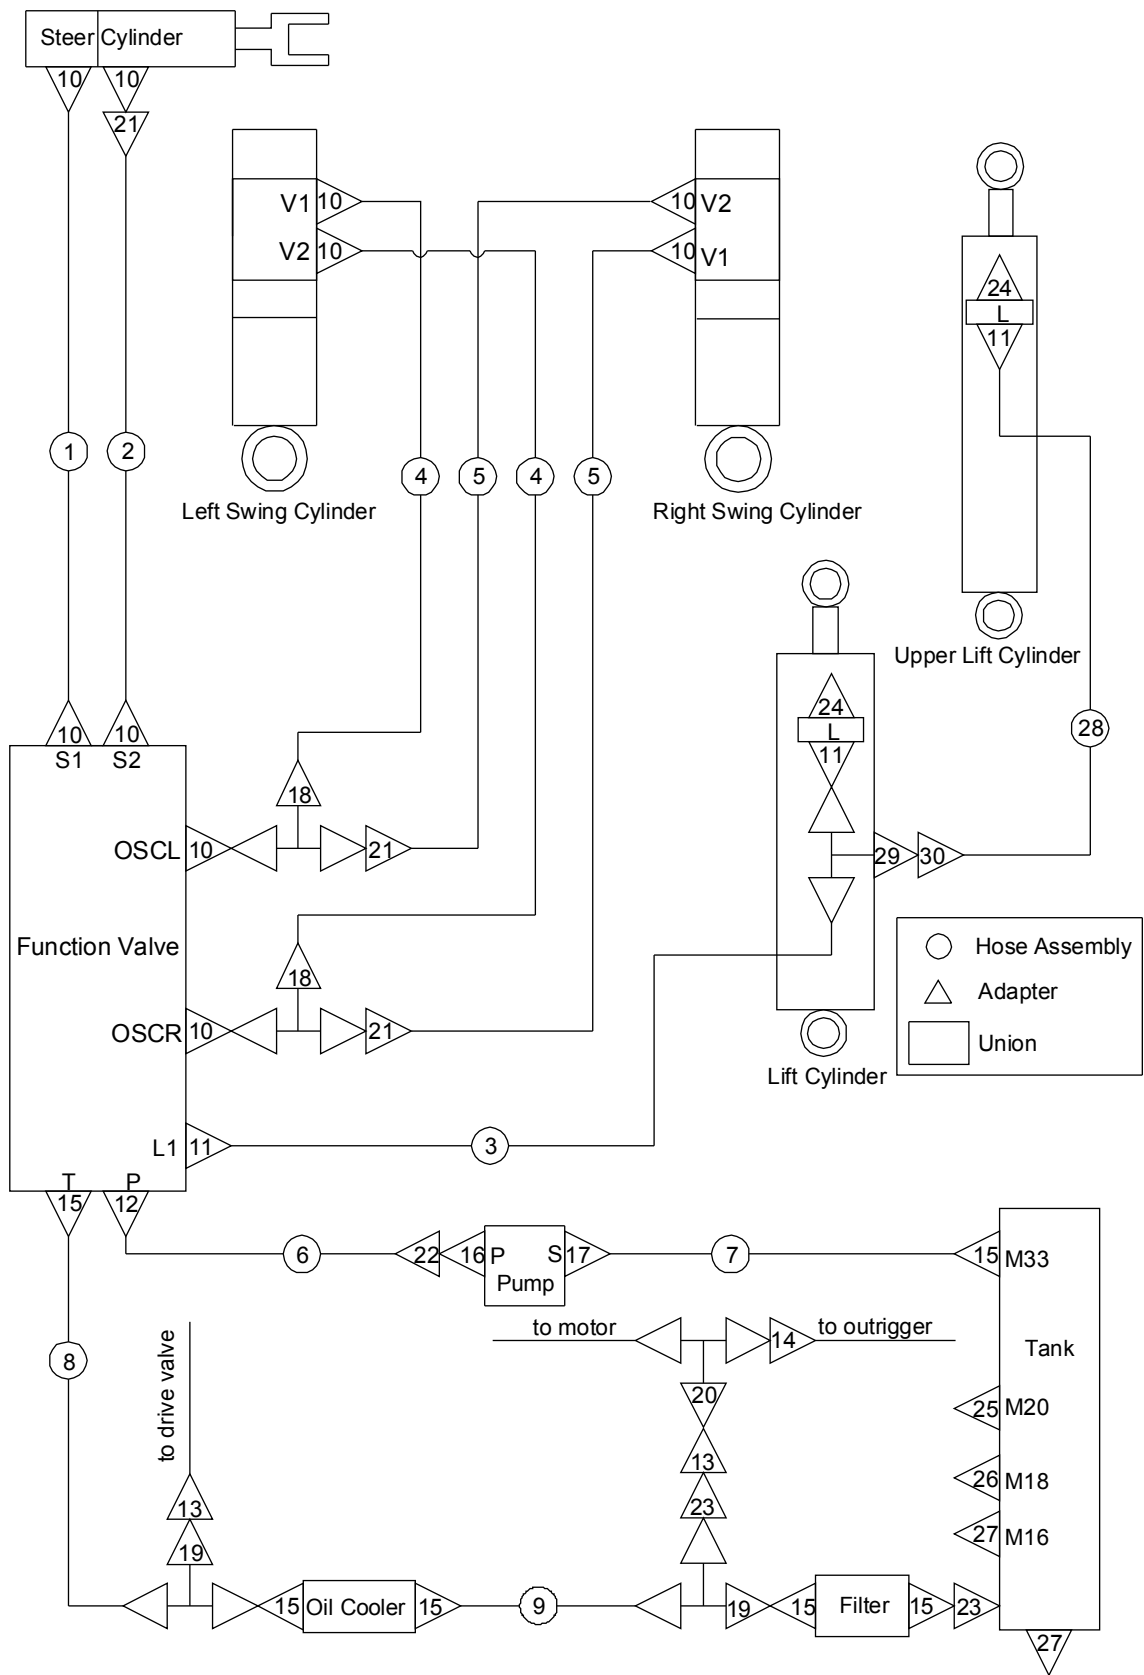 Steer Cylinder
10 10
21
V1 10
V2 10
10 V2
10 V1
24
L
11
1 2
4 5 4 5
Left Swing Cylinder
Right Swing Cylinder
Upper Lift Cylinder
24
L
11
28
10 10
S1 S2
18
OSCL 10
21
29 30
Function Valve
18
OSCR 10
21
Hose Assembly
Adapter
Union
Lift Cylinder
L1 11
3
T P
15 12
6
22 16 P
S 17
Pump
7
15 M33
8
to drive valve
to motor
14
to outrigger
Tank
20
25 M20
13
26 M18
23
27 M16
13
19
15 Oil Cooler 15
9
19 15 Filter 15 23
27